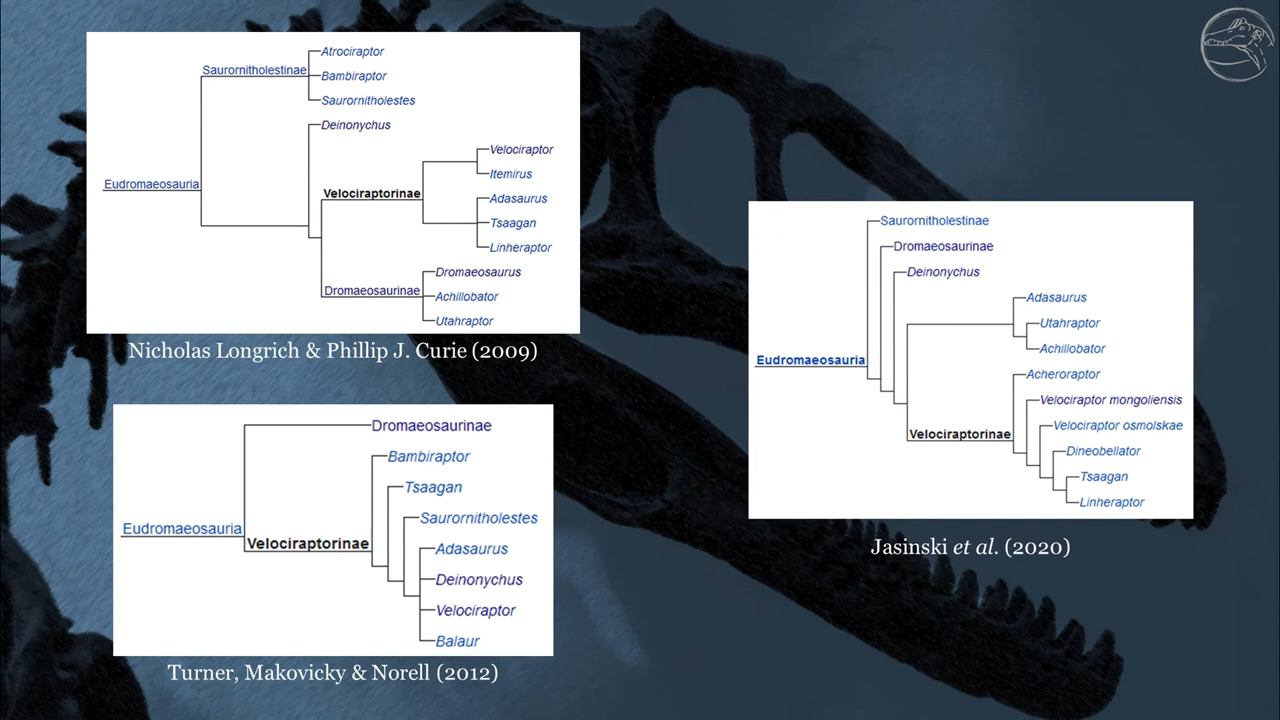 Atrociraptor
Saurornitholestinae
Bambiraptor
Saurornitholestes
Deinonychus
Velociraptor
Itemirus
Eudromaeosauria
Velociraptorinae
Adasaurus
Tsaagan
Linheraptor
Dromaeosaurus
Dromaeosaurinae
Achillobator
Utahraptor
Nicholas Longrich & Phillip J. Curie (2009)
Dromaeosaurinae
Bambiraptor
Tsaagan
Saurornitholestes
Eudromaeosauria
Velociraptorinae
Adasaurus
Deinonychus
Velociraptor
Balaur
Turner, Makovicky & Norell (2012)
Saurornitholestinae
Dromaeosaurinae
Deinonychus
Adasaurus
Utahraptor
Achillobator
Eudromaeosauria
Acheroraptor
Velociraptor mongoliensis
Velociraptor osmolskae
Velociraptorinae
Dineobellator
Tsaagan
Linheraptor
Jasinski et al. (2020)